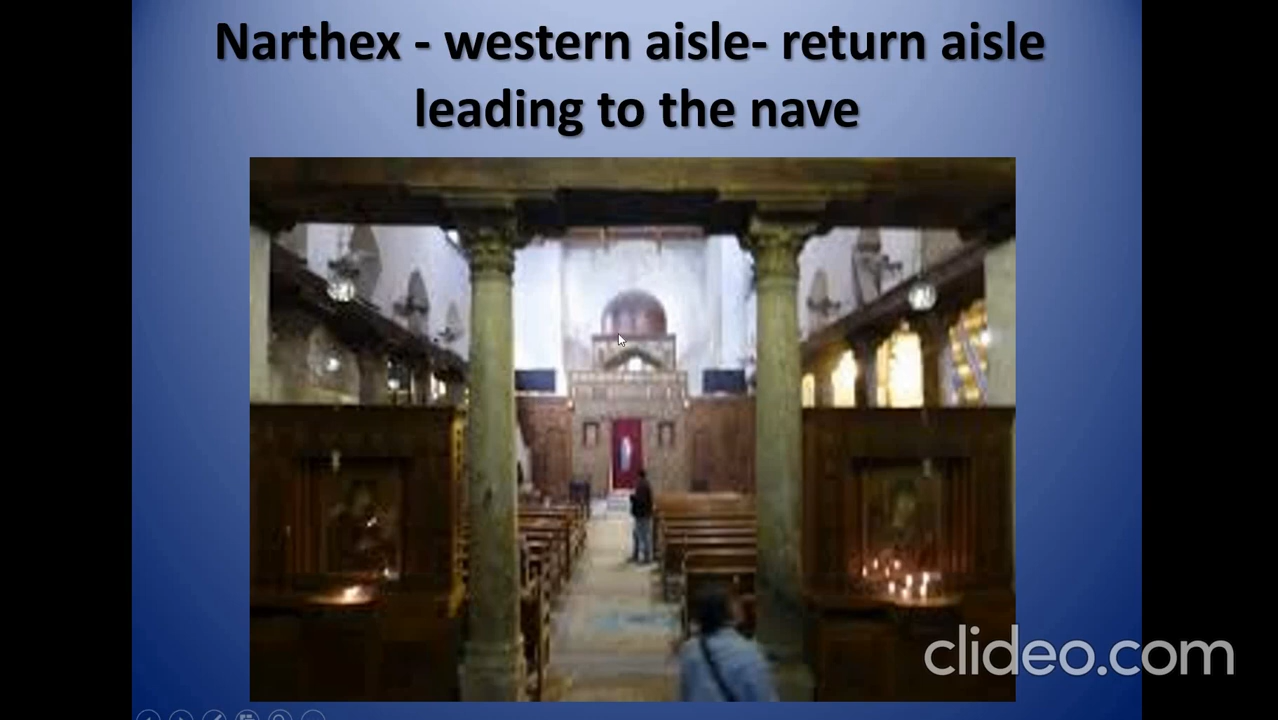 Narthex - western aisle- return aisle
leading to the nave
clideo.com